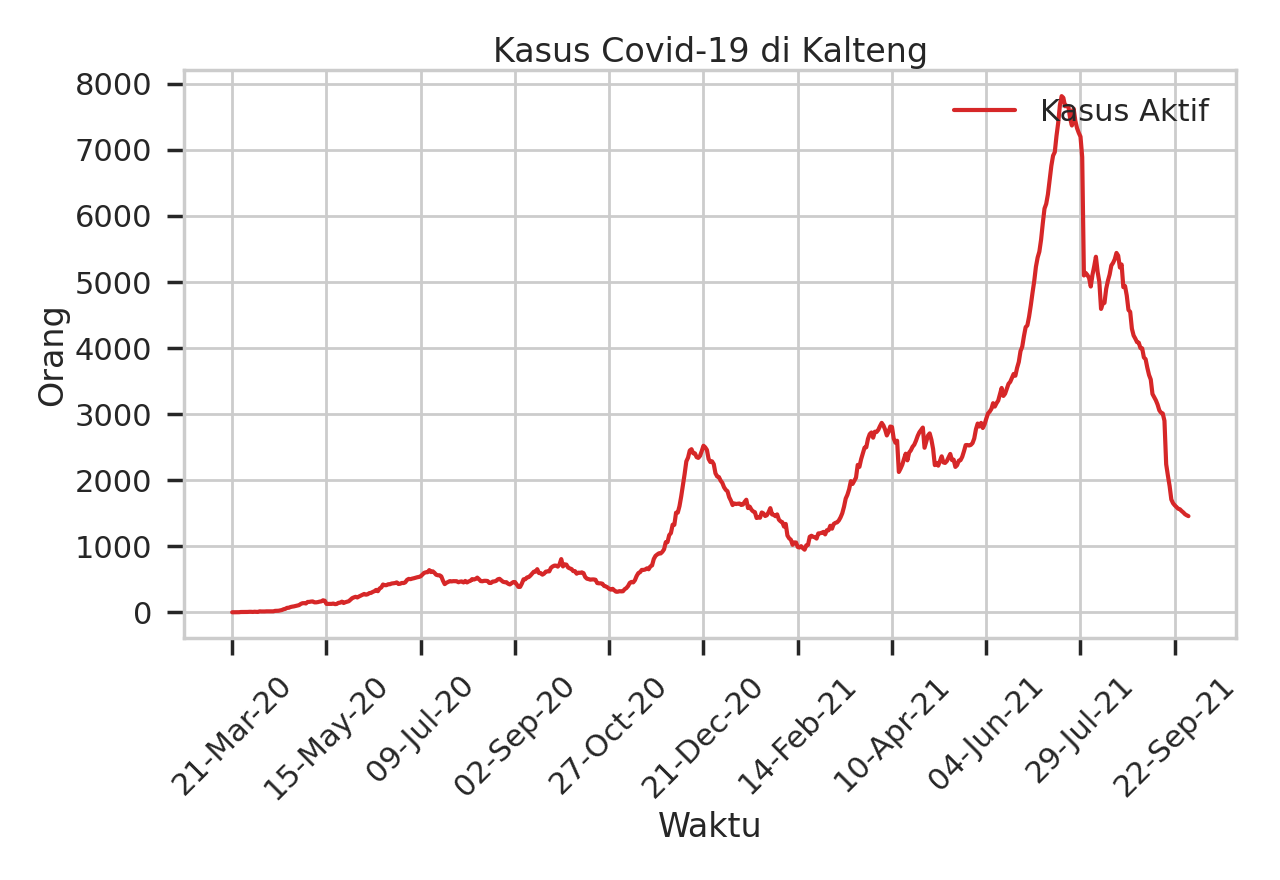 Kasus Covid-19 di Kalteng
Kasus Aktif
8000
7000
6000
5000
4000
3000
2000
1000
0
Orang
21-Mar-20
15-May-20
09-Jul-20
02-Sep-20
27-Oct-20
21-Dec-20
14-Feb-21
10-Apr-21
04-Jun-21
29-Jul-21
22-Sep-21
Waktu